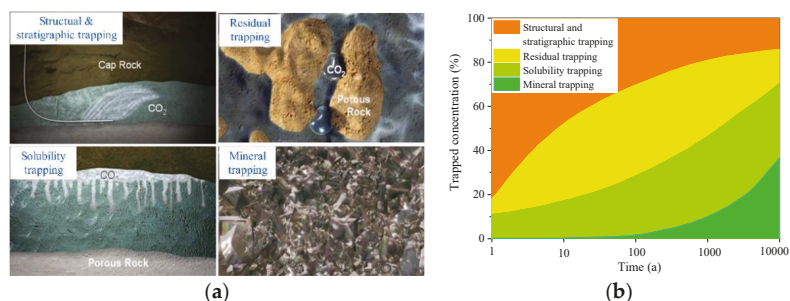 Structual &
stratigraphic trapping
Cap Rock
CO2
Residual
trapping
CO2
Porous
Rock
Solubility
trapping
CO
Porous Rock
Mineral
trapping
(a)
Trapped concentration (%)
100
80
60
40
20
0
Structural and
stratigraphic trapping
Residual trapping
Solubility trapping
Mineral trapping
1
10
100
1000
10000
Time (a)
(b)